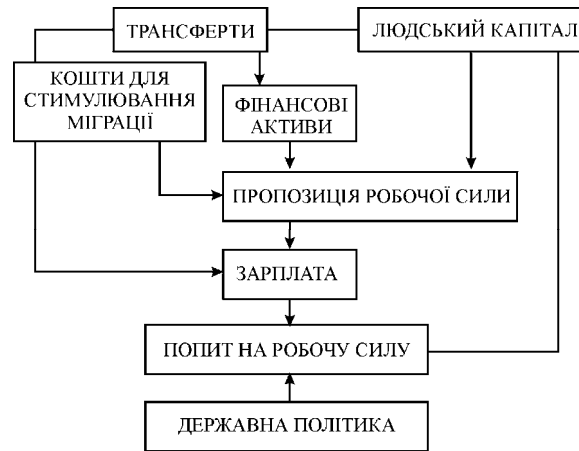 ТРАНСФЕРТИ
ЛЮДСЬКИЙ КАПІТАЛ
КОШТИ ДЛЯ
СТИМУЛЮВАННЯ
МІГРАЦІЇ
ФІНАНСОВІ
АКТИВИ
ПРОПОЗИЦІЯ РОБОЧОЇ СИЛИ
ЗАРПЛАТА
ПОПИТ НА РОБОЧУ СИЛУ
ДЕРЖАВНА ПОЛІТИКА